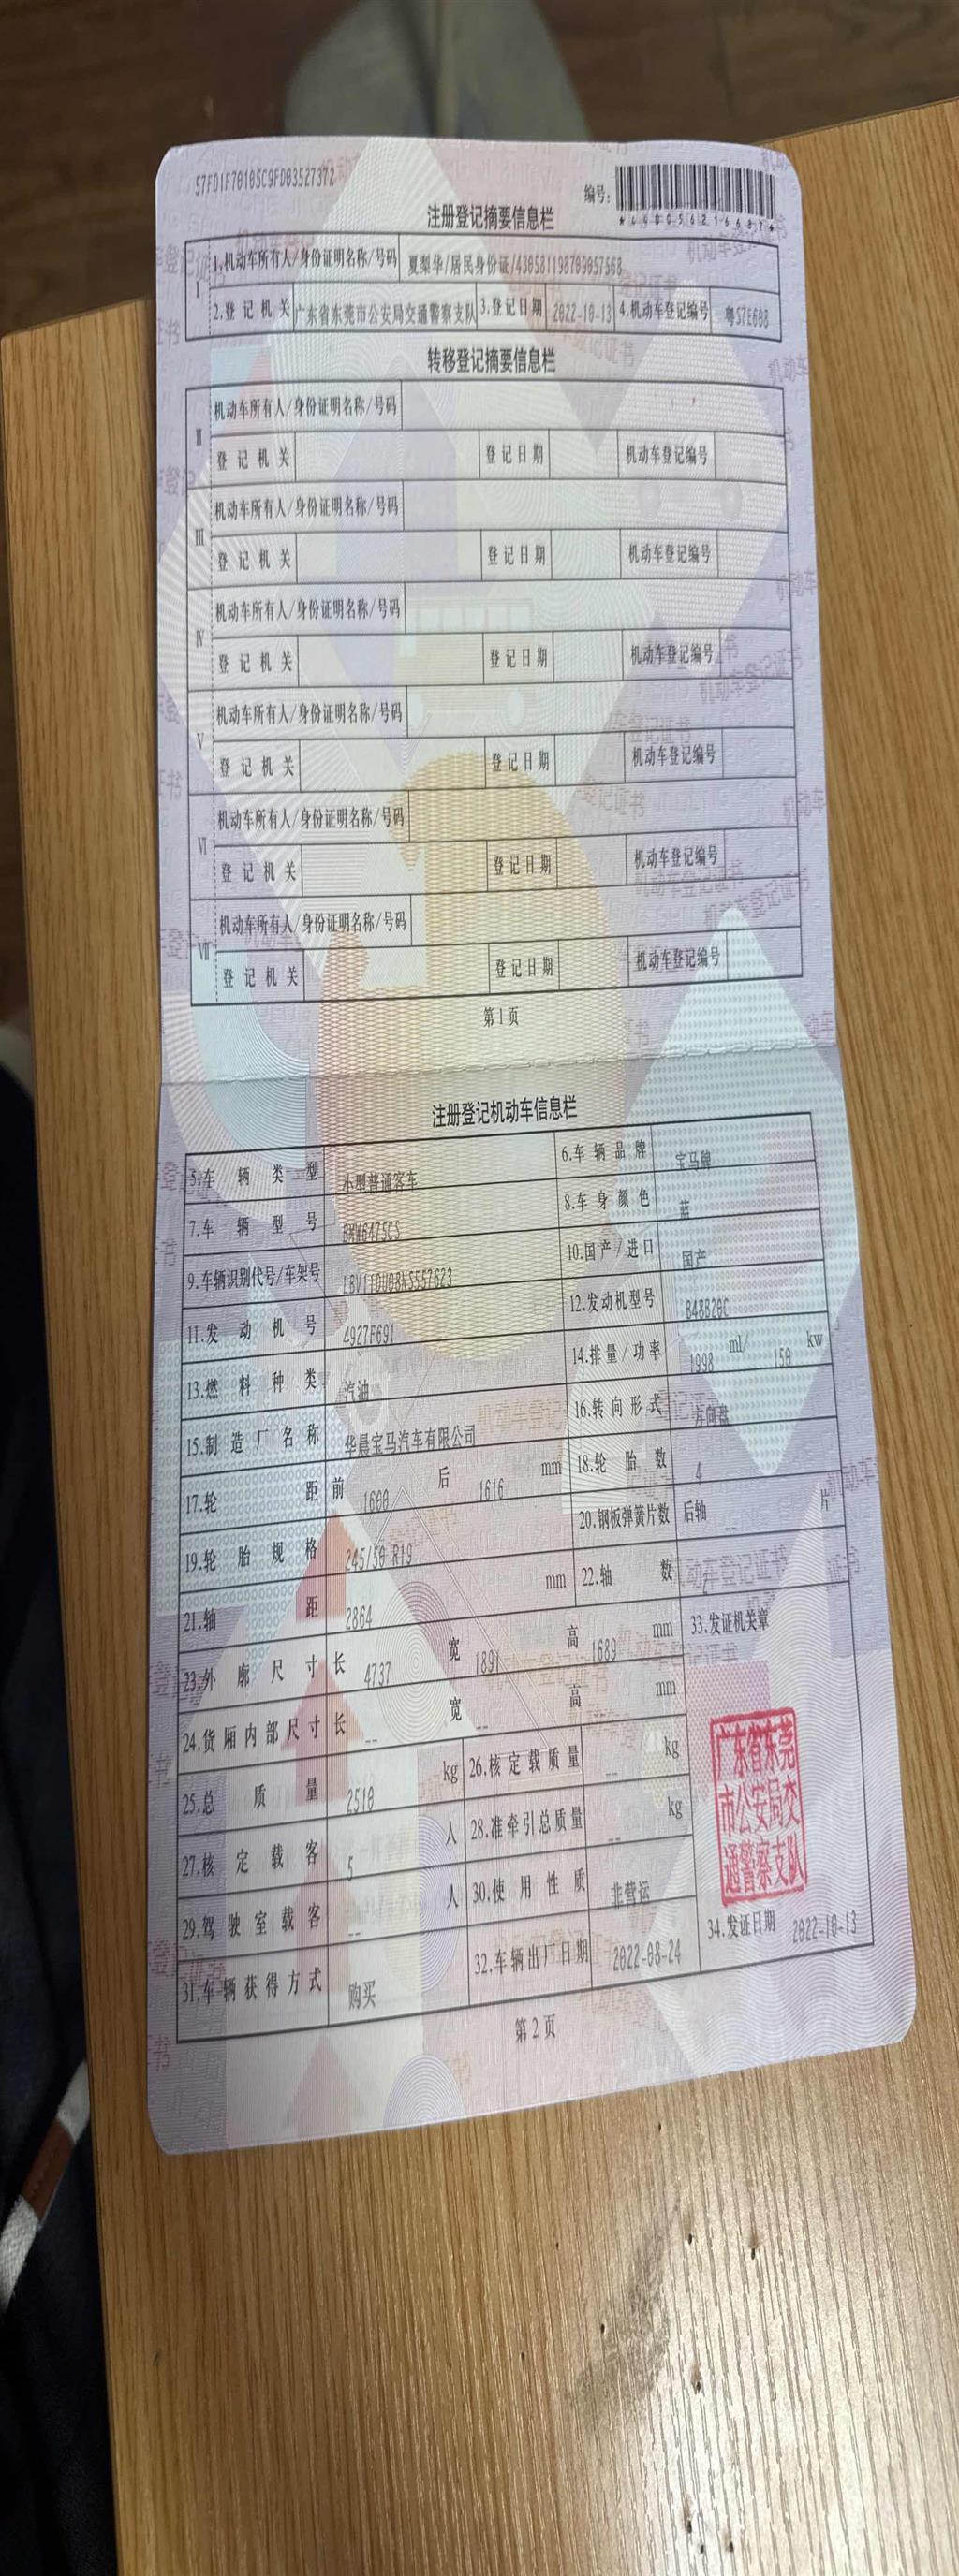 57FD1F70105C9FD03527372
编号:
*440056216687*
注册登记摘要信息栏
I 1.机动车所有人/身份证明名称/号码 夏梨华/居民身份证/430581198709057568
2.登记机关 广东省东莞市公安局交通警察支队 3.登记日期 2022-10-13 4.机动车登记编号 粤S7E608
转移登记摘要信息栏
II 机动车所有人/身份证明名称/号码
登记机关 登记日期 机动车登记编号
III 机动车所有人/身份证明名称/号码
登记机关 登记日期 机动车登记编号
IV 机动车所有人/身份证明名称/号码
登记机关 登记日期 机动车登记编号
V 机动车所有人/身份证明名称/号码
登记机关 登记日期 机动车登记编号
VI 机动车所有人/身份证明名称/号码
登记机关 登记日期 机动车登记编号
VII 机动车所有人/身份证明名称/号码
登记机关 登记日期 机动车登记编号
第1页
注册登记机动车信息栏
5.车辆类型 小型普通客车 6.车辆品牌 宝马牌
7.车辆型号 BMW6475CS 8.车身颜色 蓝
9.车辆识别代号/车架号 10.国产/进口 国产
11.发动机号 4927F691 12.发动机型号 B48B20C
13.燃料种类 汽油 14.排量/功率 1998 ml/ 150 kw
15.制造厂名称 华晨宝马汽车有限公司 16.转向形式 方向盘
17.轮距 前 1600 后 1616 mm 18.轮胎数 4
19.轮胎规格 245/50 R19 20.钢板弹簧片数 后轴 -- 片
21.轴距 2864 mm 22.轴数 2
23.外廓尺寸 长 4737 宽 1891 高 1689 mm 33.发证机关章
24.货厢内部尺寸 长 -- 宽 -- 高 -- mm
25.总质量 2510 kg 26.核定载质量 -- kg
27.核定载客 5 人 28.准牵引总质量 -- kg
29.驾驶室载客 -- 人 30.使用性质 非营运
31.车辆获得方式 购买 32.车辆出厂日期 2022-08-24 34.发证日期 2022-10-13
广东省东莞
市公安局交
通警察支队
第2页